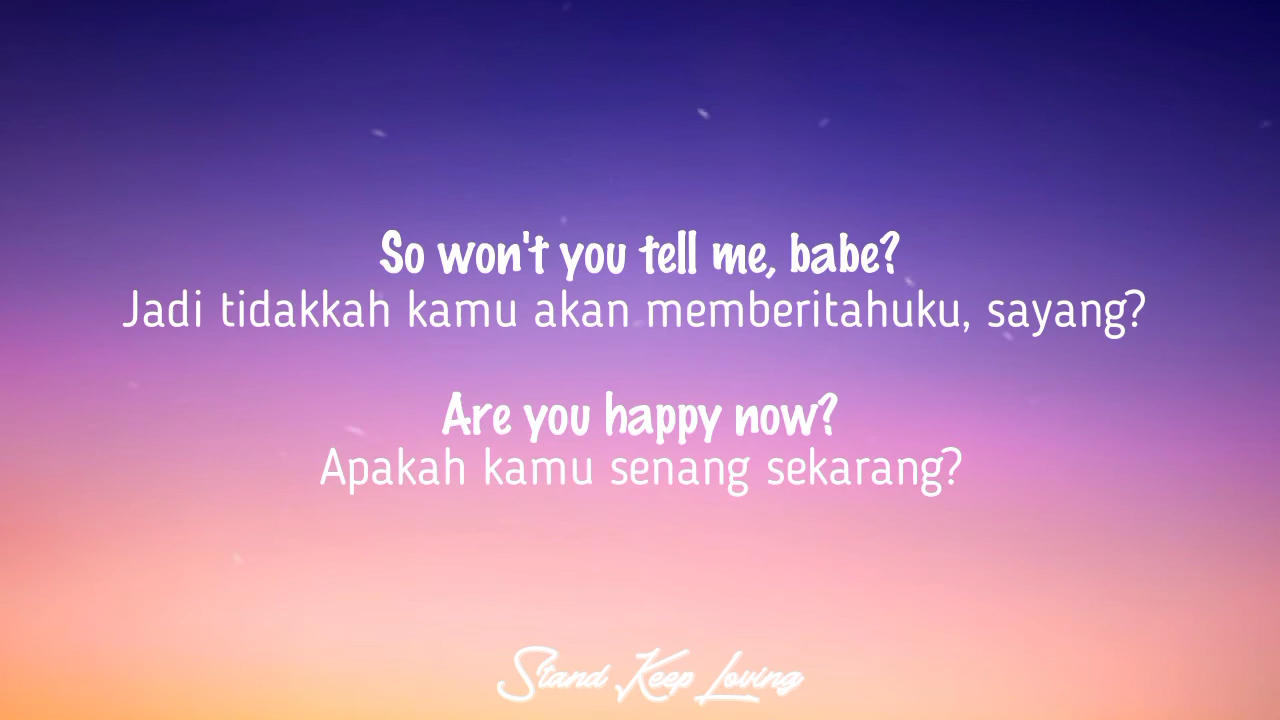 So won't you tell me, babe?
Jadi tidakkah kamu akan memberitahuku, sayang?
Are you happy now?
Apakah kamu senang sekarang?
Stand Keep Loving